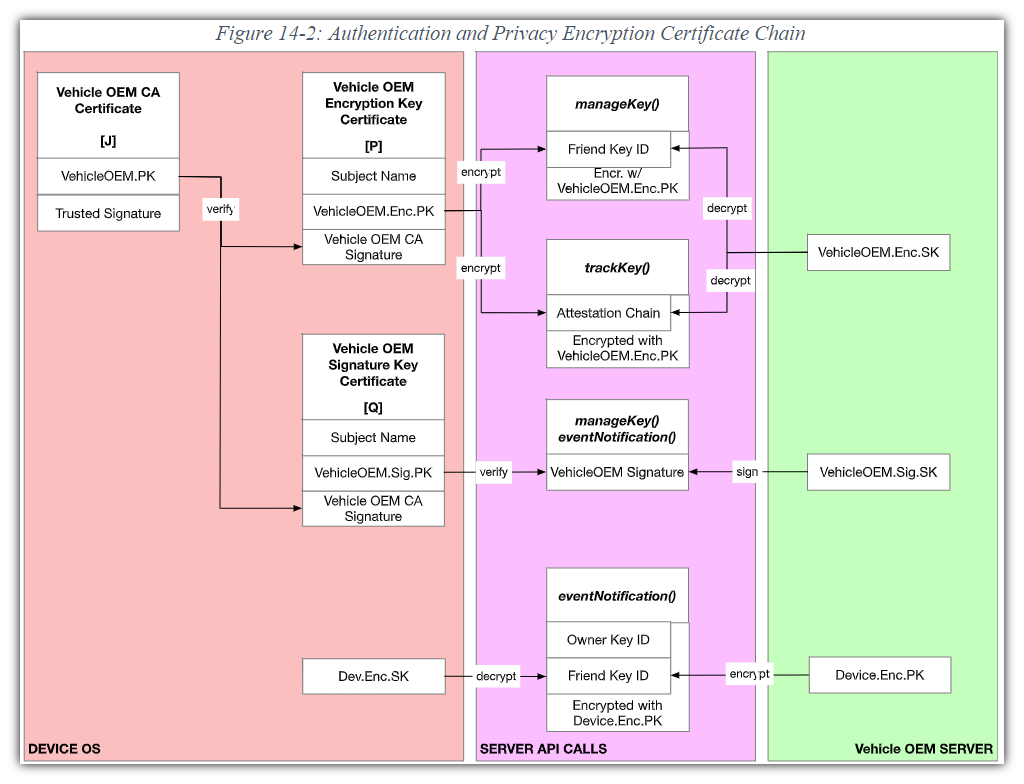 Figure 14-2: Authentication and Privacy Encryption Certificate Chain
Vehicle OEM CA
Certificate
[J]
VehicleOEM.PK
Trusted Signature
verify
Vehicle OEM
Encryption Key
Certificate
[P]
Subject Name
VehicleOEM.Enc.PK
Vehicle OEM CA
Signature
encrypt
encrypt
manageKey()
Friend Key ID
Encr. w/
VehicleOEM.Enc.PK
decrypt
decrypt
trackKey()
Attestation Chain
Encrypted with
VehicleOEM.Enc.PK
VehicleOEM.Enc.SK
Vehicle OEM
Signature Key
Certificate
[Q]
Subject Name
VehicleOEM.Sig.PK
Vehicle OEM CA
Signature
verify
manageKey()
eventNotification()
VehicleOEM Signature
sign
VehicleOEM.Sig.SK
Dev.Enc.SK
decrypt
eventNotification()
Owner Key ID
Friend Key ID
Encrypted with
Device.Enc.PK
encrypt
Device.Enc.PK
DEVICE OS
SERVER API CALLS
Vehicle OEM SERVER